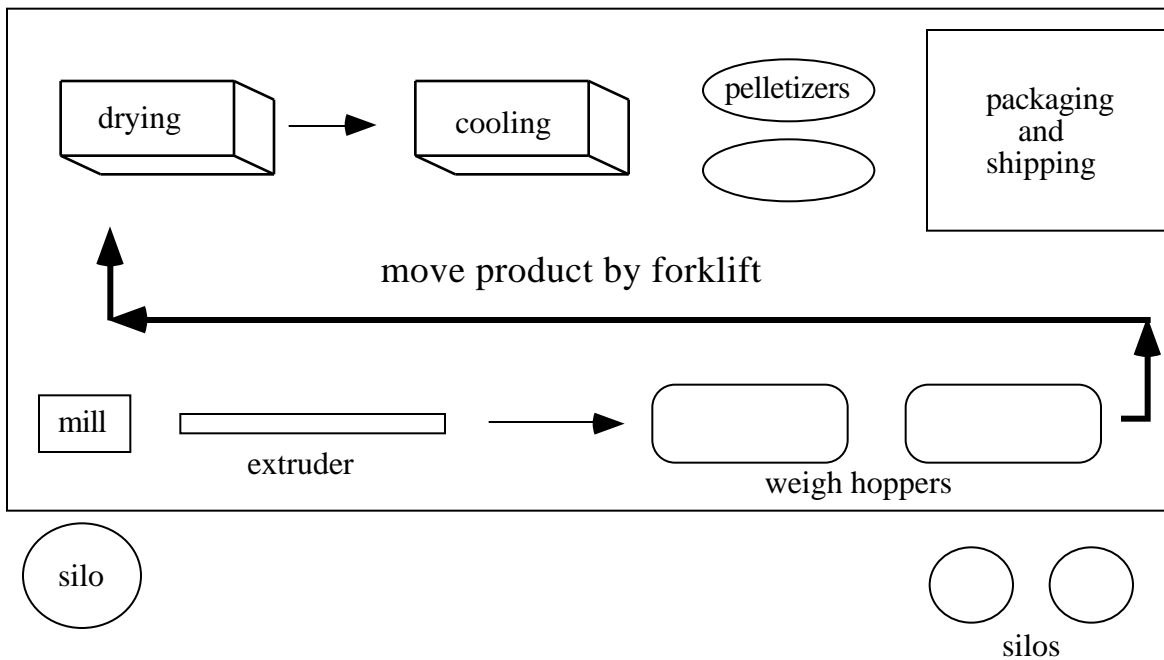 drying
cooling
pelletizers
packaging
and
shipping
move product by forklift
mill
extruder
weigh hoppers
silo
silos